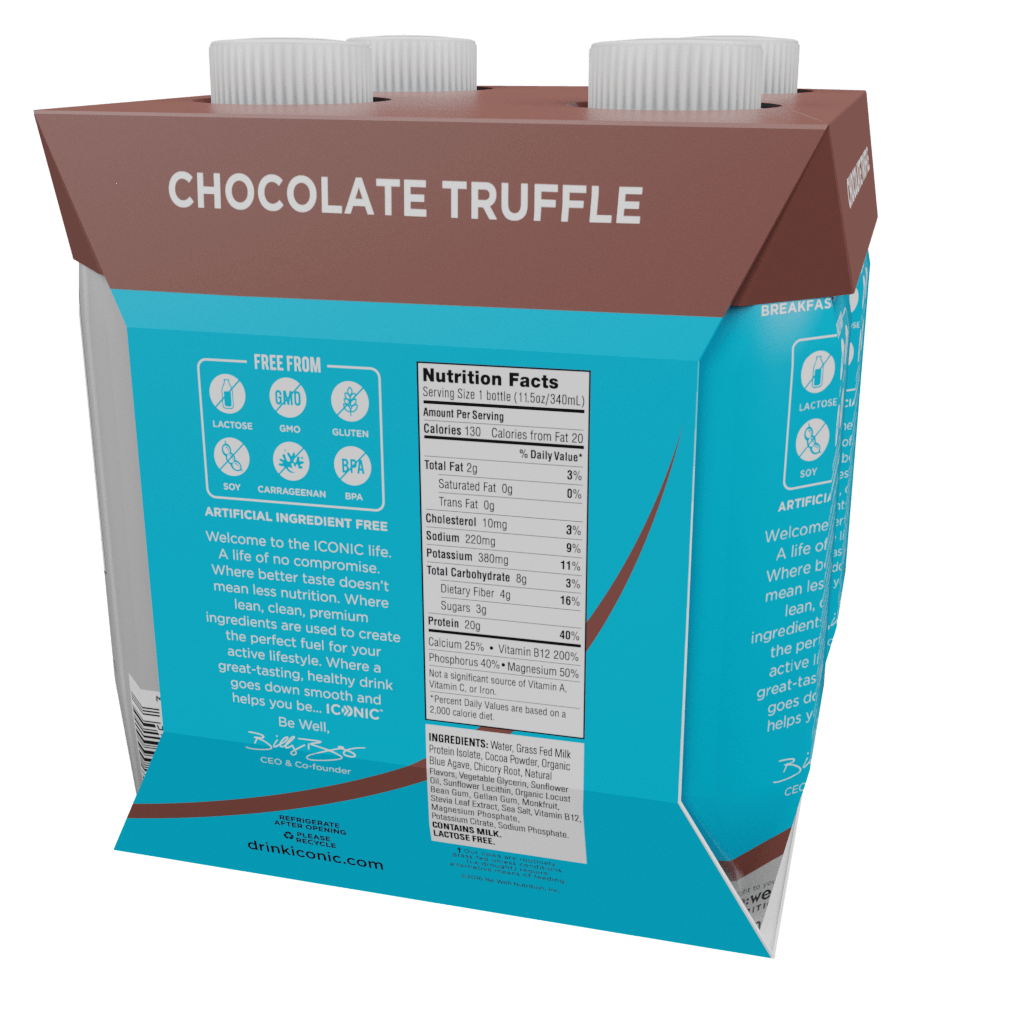 CHOCOLATE TRUFFLE
FREE FROM
LACTOSE
GMO
GMO
GLUTEN
SOY
CARRAGEENAN
BPA
BPA
ARTIFICIAL INGREDIENT FREE
Welcome to the ICONIC life.
A life of no compromise.
Where better taste doesn't
mean less nutrition. Where
lean, clean, premium
ingredients are used to create
the perfect fuel for your
active lifestyle. Where a
great-tasting, healthy drink
goes down smooth and
helps you be... ICONIC
Be Well,
CEO & Co-founder
REFRIGERATE
AFTER OPENING
PLEASE
RECYCLE
drinkiconic.com
Nutrition Facts
Serving Size 1 bottle (11.5oz/340mL)
Amount Per Serving
Calories 130 Calories from Fat 20
% Daily Value*
Total Fat 2g 3%
Saturated Fat 0g 0%
Trans Fat 0g
Cholesterol 10mg 3%
Sodium 220mg 9%
Potassium 380mg 11%
Total Carbohydrate 8g 3%
Dietary Fiber 4g 16%
Sugars 3g
Protein 20g 40%
Calcium 25% • Vitamin B12 200%
Phosphorus 40% • Magnesium 50%
Not a significant source of Vitamin A,
Vitamin C, or Iron.
*Percent Daily Values are based on a
2,000 calorie diet.
INGREDIENTS: Water, Grass Fed Milk
Protein Isolate, Cocoa Powder, Organic
Blue Agave, Chicory Root, Natural
Flavors, Vegetable Glycerin, Sunflower
Oil, Sunflower Lecithin, Organic Locust
Bean Gum, Gellan Gum, Monkfruit,
Stevia Leaf Extract, Sea Salt, Vitamin B12,
Magnesium Phosphate,
Potassium Citrate, Sodium Phosphate.
CONTAINS MILK.
LACTOSE FREE.
©2016 Be Well Nutrition, Inc.
BREAKFAS
LACTOSE
SOY
ARTIFICIA
Welcome
A life of
Where be
mean les
lean,
ingredient
the per
active li
great-tas
goes do
helps y
CEO